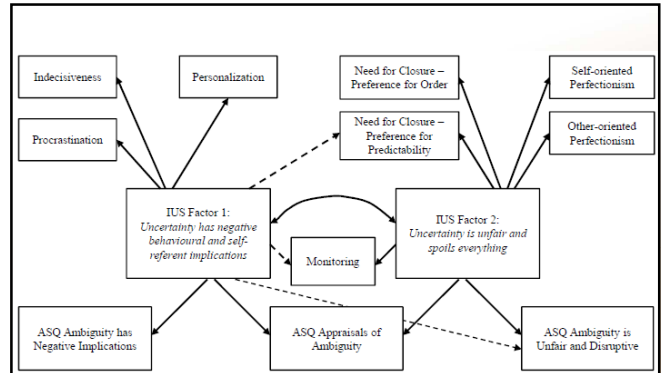 Indecisiveness
Personalization
Need for Closure –
Preference for Order
Self-oriented
Perfectionism
Procrastination
Need for Closure –
Preference for
Predictability
Other-oriented
Perfectionism
IUS Factor 1:
Uncertainty has negative
behavioural and self-
referent implications
IUS Factor 2:
Uncertainty is unfair and
spoils everything
Monitoring
ASQ Ambiguity has
Negative Implications
ASQ Appraisals of
Ambiguity
ASQ Ambiguity is
Unfair and Disruptive